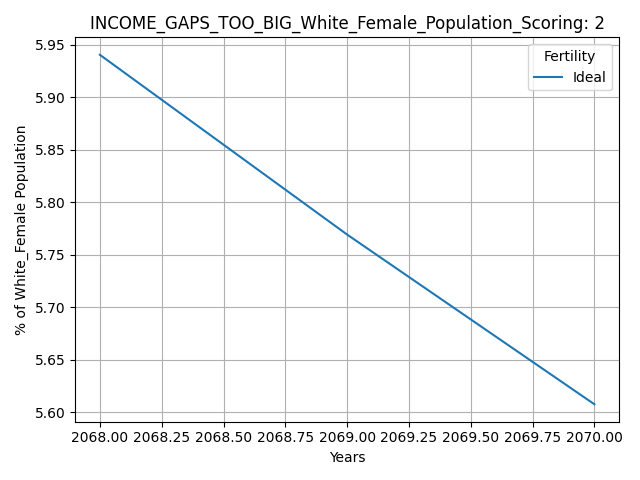 INCOME_GAPS_TOO_BIG_White_Female_Population_Scoring: 2
Fertility
Ideal
% of White_Female Population
5.95
5.90
5.85
5.80
5.75
5.70
5.65
5.60
2068.00 2068.25 2068.50 2068.75 2069.00 2069.25 2069.50 2069.75 2070.00
Years